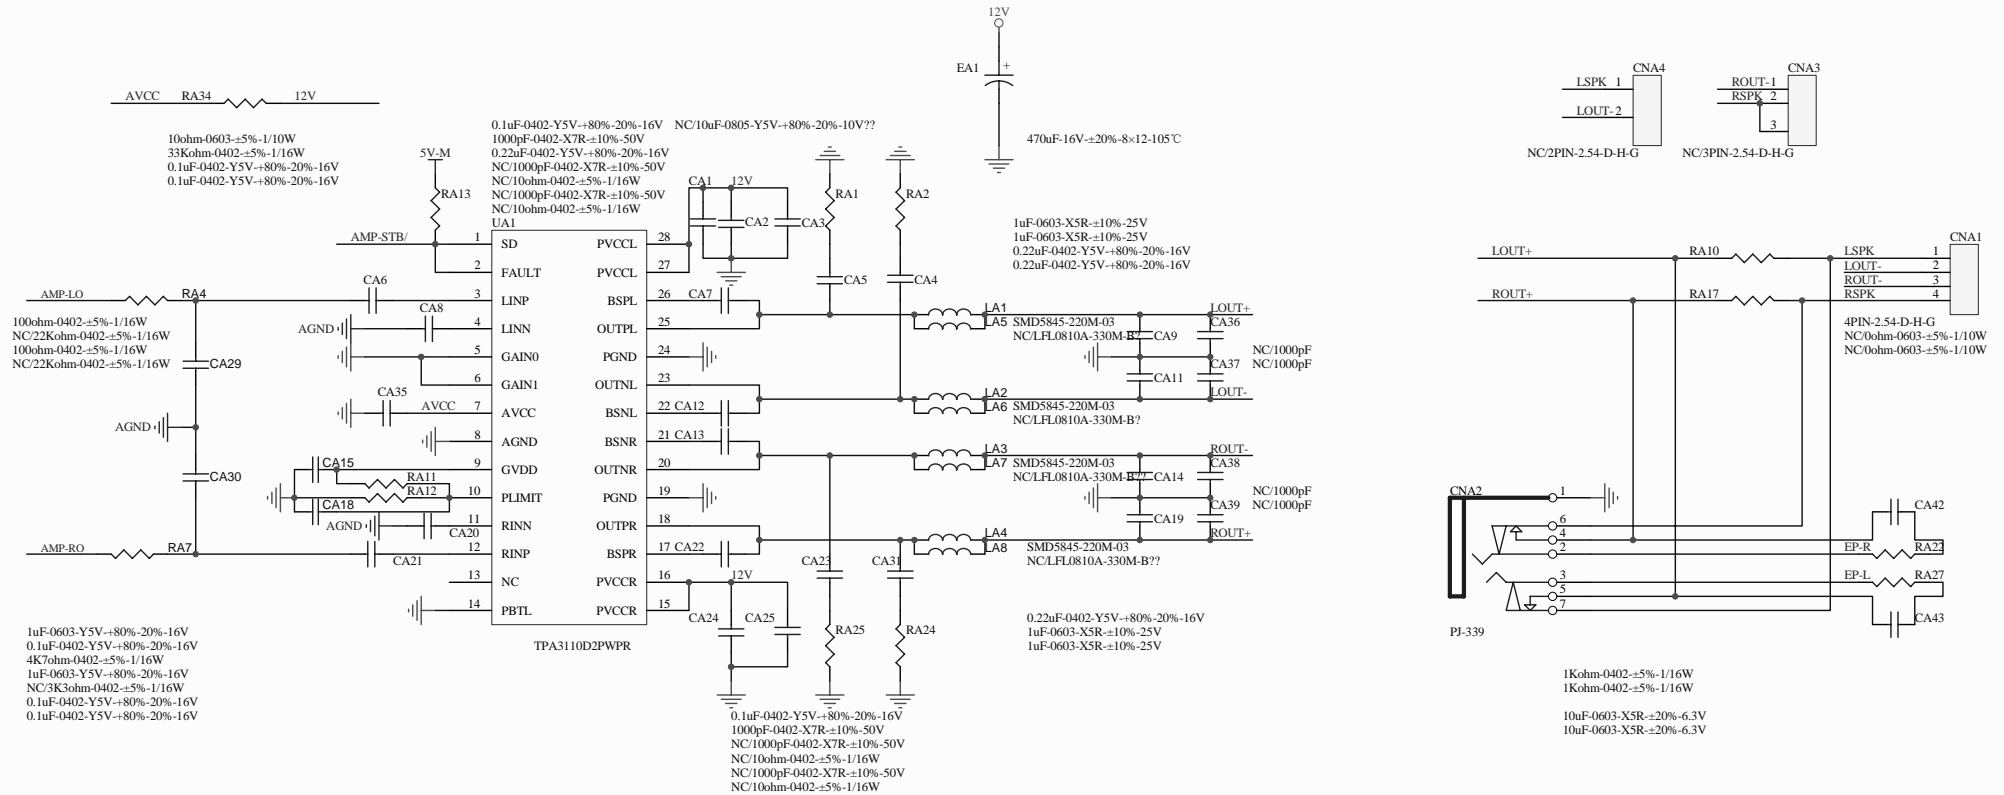 12V
EA1
+
470uF-16V-±20%-8×12-105℃
AVCC RA34 12V
10ohm-0603-±5%-1/10W
33Kohm-0402-±5%-1/16W
0.1uF-0402-Y5V-+80%-20%-16V
0.1uF-0402-Y5V-+80%-20%-16V
0.1uF-0402-Y5V-+80%-20%-16V NC/10uF-0805-Y5V-+80%-20%-10V??
1000pF-0402-X7R-±10%-50V
0.22uF-0402-Y5V-+80%-20%-16V
NC/1000pF-0402-X7R-±10%-50V
NC/10ohm-0402-±5%-1/16W
NC/1000pF-0402-X7R-±10%-50V
NC/10ohm-0402-±5%-1/16W
UA1
5V-M
RA13
AMP-STB/
CA1 12V
CA2
CA3
RA1
RA2
CA5
CA4
1uF-0603-X5R-±10%-25V
1uF-0603-X5R-±10%-25V
0.22uF-0402-Y5V-+80%-20%-16V
0.22uF-0402-Y5V-+80%-20%-16V
1 SD PVCCL 28
2 FAULT PVCCL 27
3 LINP BSPL 26 CA7
4 LINN OUTPL 25
5 GAIN0 PGND 24
6 GAIN1 OUTNL 23
7 AVCC BSNL 22 CA12
8 AGND BSNR 21 CA13
9 GVDD OUTNR 20
10 PLIMIT PGND 19
11 RINN OUTPR 18
12 RINP BSPR 17 CA22
13 NC PVCCR 16
14 PBTL PVCCR 15
TPA3110D2PWPR
AMP-LO RA4
CA6
CA8
AGND
100ohm-0402-±5%-1/16W
NC/22Kohm-0402-±5%-1/16W
100ohm-0402-±5%-1/16W
NC/22Kohm-0402-±5%-1/16W
CA29
CA35
AVCC
AGND
CA30
CA15
RA11
RA12
CA18
AGND
CA20
AMP-RO RA7
CA21
1uF-0603-Y5V-+80%-20%-16V
0.1uF-0402-Y5V-+80%-20%-16V
4K7ohm-0402-±5%-1/16W
1uF-0603-Y5V-+80%-20%-16V
NC/3K3ohm-0402-±5%-1/16W
0.1uF-0402-Y5V-+80%-20%-16V
0.1uF-0402-Y5V-+80%-20%-16V
LA1 LOUT+
LA5 SMD5845-220M-03 CA36
NC/LFL0810A-330M-B? CA9
NC/1000pF
NC/1000pF
CA37
CA11
LA2 LOUT-
LA6 SMD5845-220M-03
NC/LFL0810A-330M-B?
LA3 ROUT-
LA7 SMD5845-220M-03 CA38
NC/LFL0810A-330M-B?? CA14
NC/1000pF
NC/1000pF
CA39
CA19
LA4 ROUT+
LA8 SMD5845-220M-03
NC/LFL0810A-330M-B??
CA23
CA31
12V
CA24
CA25
RA25
RA24
0.22uF-0402-Y5V-+80%-20%-16V
1uF-0603-X5R-±10%-25V
1uF-0603-X5R-±10%-25V
0.1uF-0402-Y5V-+80%-20%-16V
1000pF-0402-X7R-±10%-50V
NC/1000pF-0402-X7R-±10%-50V
NC/10ohm-0402-±5%-1/16W
NC/1000pF-0402-X7R-±10%-50V
NC/10ohm-0402-±5%-1/16W
CNA4
LSPK 1
LOUT- 2
NC/2PIN-2.54-D-H-G
CNA3
ROUT- 1
RSPK 2
3
NC/3PIN-2.54-D-H-G
CNA1
LOUT+ RA10 LSPK 1
LOUT- 2
ROUT- 3
ROUT+ RA17 RSPK 4
4PIN-2.54-D-H-G
NC/0ohm-0603-±5%-1/10W
NC/0ohm-0603-±5%-1/10W
CNA2 1
6
4
2
3
5
7
CA42
EP-R RA22
EP-L RA27
CA43
PJ-339
1Kohm-0402-±5%-1/16W
1Kohm-0402-±5%-1/16W
10uF-0603-X5R-±20%-6.3V
10uF-0603-X5R-±20%-6.3V